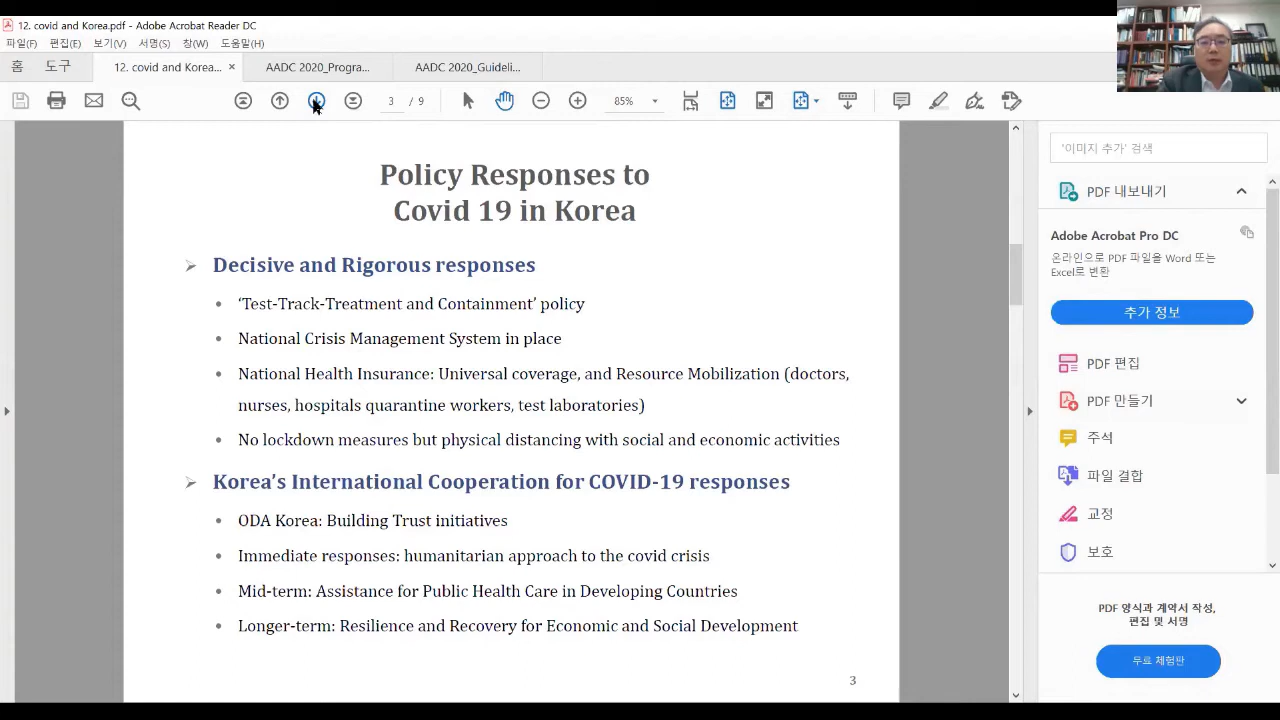 12. covid and Korea.pdf - Adobe Acrobat Reader DC
파일(F) 편집(E) 보기(V) 서명(S) 창(W) 도움말(H)
홈 도구 12. covid and Korea... × AADC 2020_Progra... AADC 2020_Guideli...
3 / 9 85%
Policy Responses to
Covid 19 in Korea
Decisive and Rigorous responses
‘Test-Track-Treatment and Containment’ policy
National Crisis Management System in place
National Health Insurance: Universal coverage, and Resource Mobilization (doctors,
nurses, hospitals quarantine workers, test laboratories)
No lockdown measures but physical distancing with social and economic activities
Korea’s International Cooperation for COVID-19 responses
ODA Korea: Building Trust initiatives
Immediate responses: humanitarian approach to the covid crisis
Mid-term: Assistance for Public Health Care in Developing Countries
Longer-term: Resilience and Recovery for Economic and Social Development
3
'이미지 추가' 검색
PDF 내보내기
Adobe Acrobat Pro DC
온라인으로 PDF 파일을 Word 또는
Excel로 변환
추가 정보
PDF 편집
PDF 만들기
주석
파일 결합
교정
보호
PDF 양식과 계약서 작성,
편집 및 서명
무료 체험판